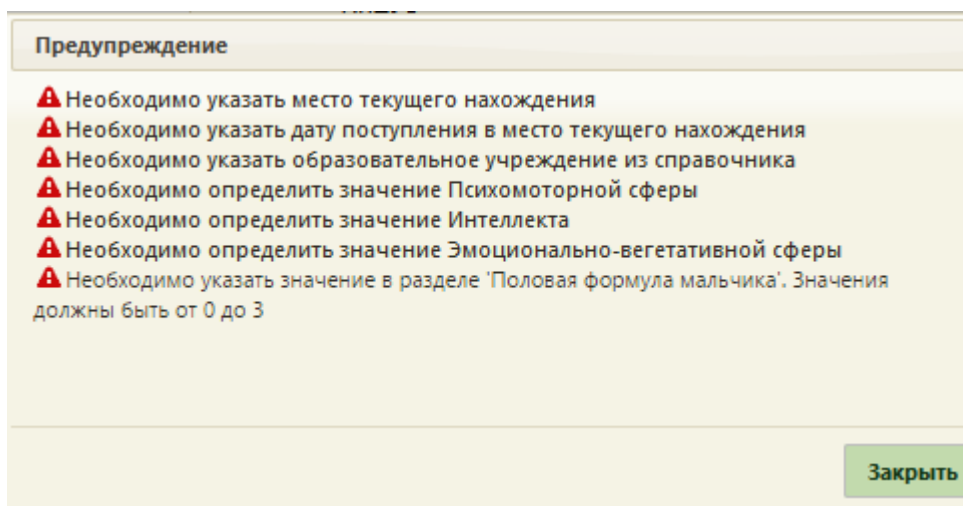 Предупреждение
Необходимо указать место текущего нахождения
Необходимо указать дату поступления в место текущего нахождения
Необходимо указать образовательное учреждение из справочника
Необходимо определить значение Психомоторной сферы
Необходимо определить значение Интеллекта
Необходимо определить значение Эмоционально-вегетативной сферы
Необходимо указать значение в разделе 'Половая формула мальчика'. Значения
должны быть от 0 до 3
Закрыть